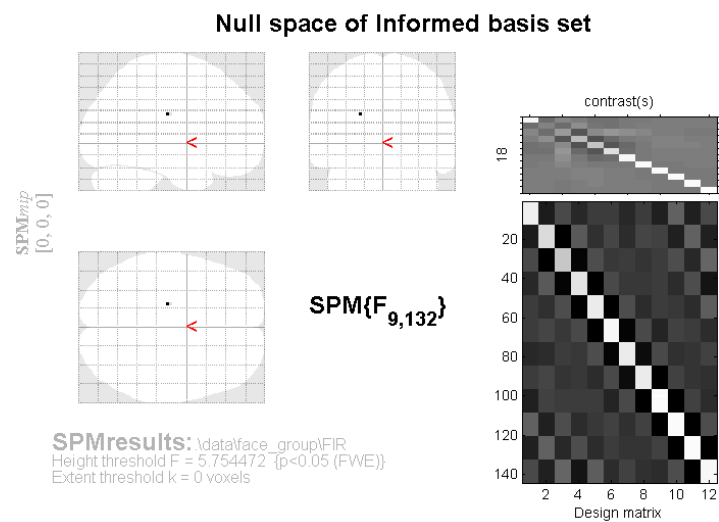 Null space of Informed basis set
SPMmip
[0, 0, 0]
<
<
<
SPM{F9,132}
contrast(s)
18
20
40
60
80
100
120
140
2 4 6 8 10 12
Design matrix
SPMresults: .\data\face_group\FIR
Height threshold F = 5.754472 {p<0.05 (FWE)}
Extent threshold k = 0 voxels